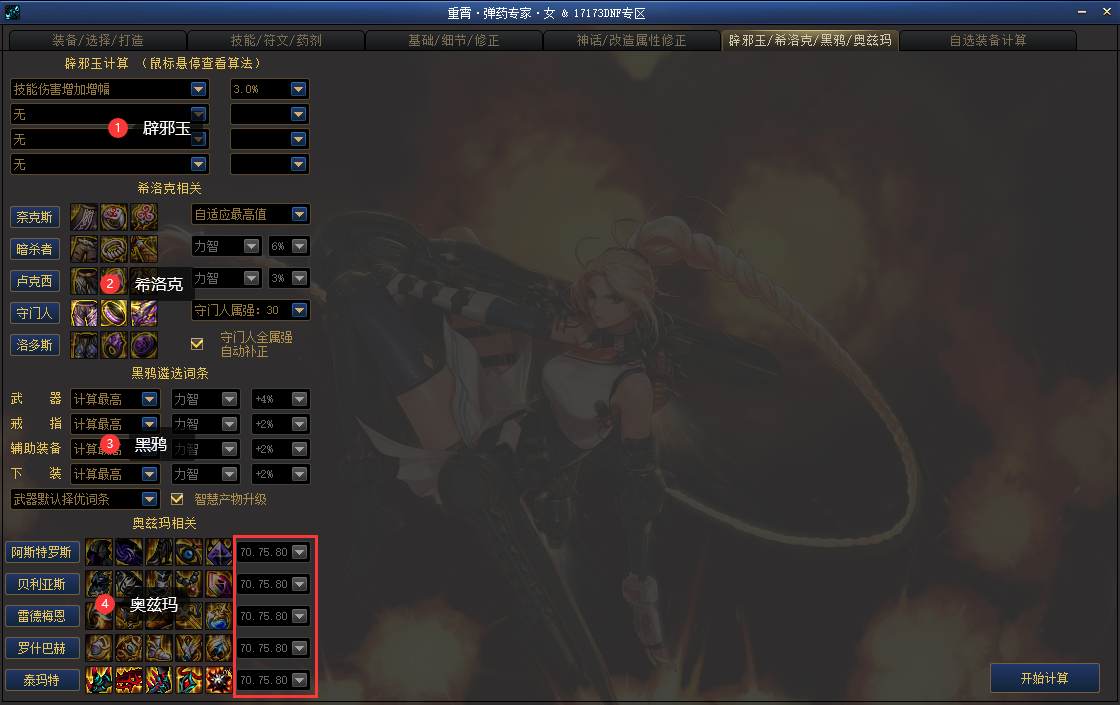 重霄·弹药专家·女 & 17173DNF专区
装备/选择/打造 技能/符文/药剂 基础/细节/修正 神话/改造属性修正 辟邪玉/希洛克/黑鸦/奥兹玛 自选装备计算
辟邪玉计算 (鼠标悬停查看算法)
技能伤害增加增幅 3.0%
无
1 辟邪玉
无
无
希洛克相关
奈克斯 自适应最高值
暗杀者 力智 6%
卢克西 2 希洛克 力智 3%
守门人 守门人属强: 30
洛多斯 守门人全属强
自动补正
黑鸦遴选词条
武 器 计算最高 力智 +4%
戒 指 计算最高 力智 +2%
辅助装备 计算最高 3 黑鸦 力智 +2%
下 装 计算最高 力智 +2%
武器默认择优词条 智慧产物升级
奥兹玛相关
阿斯特罗斯 70. 75. 80
贝利亚斯 70. 75. 80
4 奥兹玛
雷德梅恩 70. 75. 80
罗什巴赫 70. 75. 80
泰玛特 70. 75. 80
开始计算